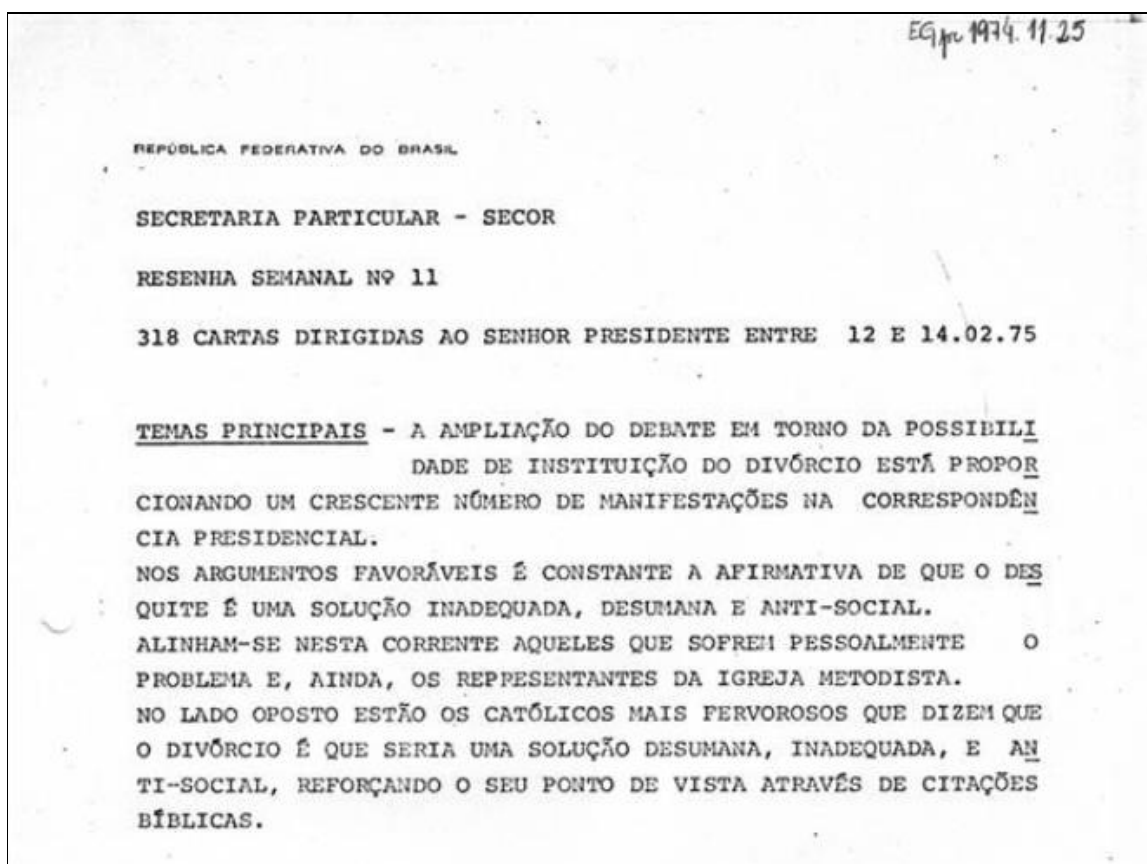 EG pr 1974.11.25
REPÚBLICA FEDERATIVA DO BRASIL
SECRETARIA PARTICULAR - SECOR
RESENHA SEMANAL Nº 11
318 CARTAS DIRIGIDAS AO SENHOR PRESIDENTE ENTRE 12 E 14.02.75
TEMAS PRINCIPAIS - A AMPLIAÇÃO DO DEBATE EM TORNO DA POSSIBILI
DADE DE INSTITUIÇÃO DO DIVÓRCIO ESTÁ PROPOR
CIONANDO UM CRESCENTE NÚMERO DE MANIFESTAÇÕES NA CORRESPONDÊN
CIA PRESIDENCIAL.
NOS ARGUMENTOS FAVORÁVEIS É CONSTANTE A AFIRMATIVA DE QUE O DES
QUITE É UMA SOLUÇÃO INADEQUADA, DESUMANA E ANTI-SOCIAL.
ALINHAM-SE NESTA CORRENTE AQUELES QUE SOFREM PESSOALMENTE O
PROBLEMA E, AINDA, OS REPRESENTANTES DA IGREJA METODISTA.
NO LADO OPOSTO ESTÃO OS CATÓLICOS MAIS FERVOROSOS QUE DIZEM QUE
O DIVÓRCIO É QUE SERIA UMA SOLUÇÃO DESUMANA, INADEQUADA, E AN
TI-SOCIAL, REFORÇANDO O SEU PONTO DE VISTA ATRAVÉS DE CITAÇÕES
BÍBLICAS.